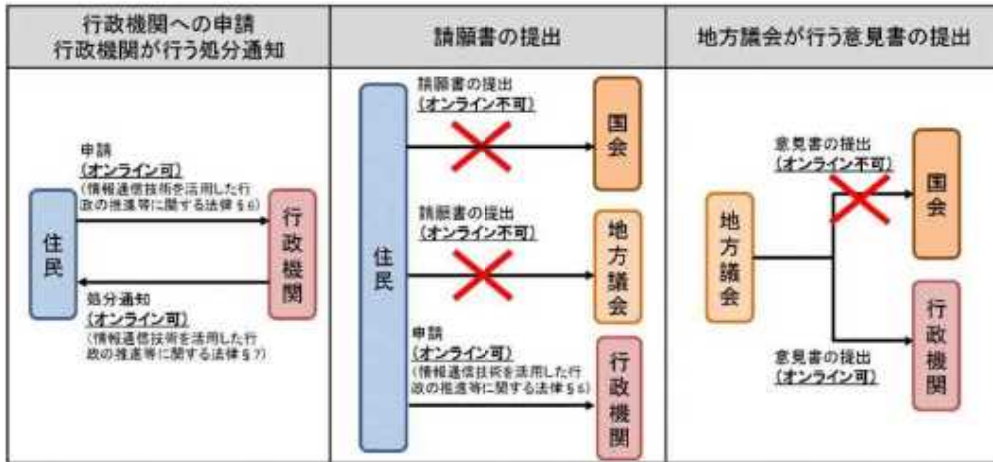 行政機関への申請
行政機関が行う処分通知
申請
(オンライン可)
(情報通信技術を活用した行
政の推進等に関する法律§6)
住民
行政機関
処分通知
(オンライン可)
(情報通信技術を活用した行
政の推進等に関する法律§7)
請願書の提出
請願書の提出
(オンライン不可)
国会
請願書の提出
(オンライン不可)
住民
地方議会
申請
(オンライン可)
(情報通信技術を活用した行
政の推進等に関する法律§6)
行政機関
地方議会が行う意見書の提出
意見書の提出
(オンライン不可)
国会
地方議会
意見書の提出
(オンライン可)
行政機関